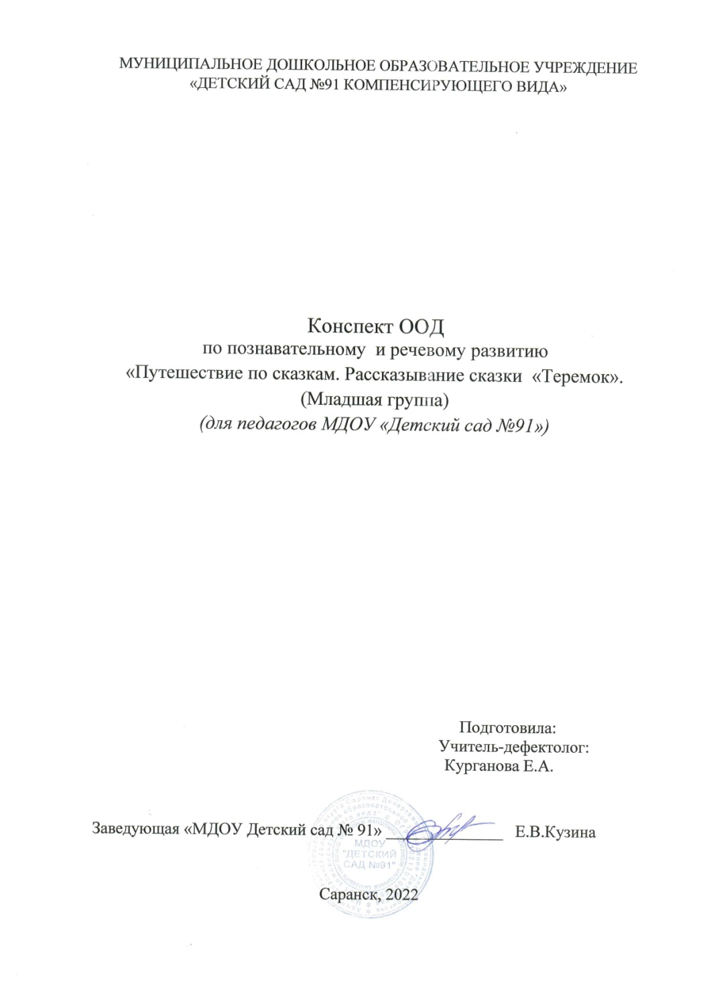 МУНИЦИПАЛЬНОЕ ДОШКОЛЬНОЕ ОБРАЗОВАТЕЛЬНОЕ УЧРЕЖДЕНИЕ
«ДЕТСКИЙ САД №91 КОМПЕНСИРУЮЩЕГО ВИДА»
Конспект ООД
по познавательному и речевому развитию
«Путешествие по сказкам. Рассказывание сказки «Теремок».
(Младшая группа)
(для педагогов МДОУ «Детский сад №91»)
Подготовила:
Учитель-дефектолог:
Курганова Е.А.
Заведующая «МДОУ Детский сад № 91» ______________ Е.В.Кузина
МДОУ
"ДЕТСКИЙ
САД №91"
Саранск, 2022